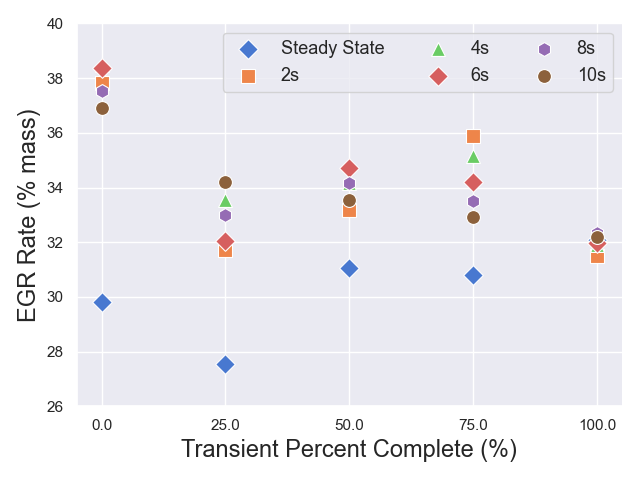 Steady State 4s 8s
2s 6s 10s
40
38
36
34
32
30
28
26
EGR Rate (% mass)
0.0 25.0 50.0 75.0 100.0
Transient Percent Complete (%)